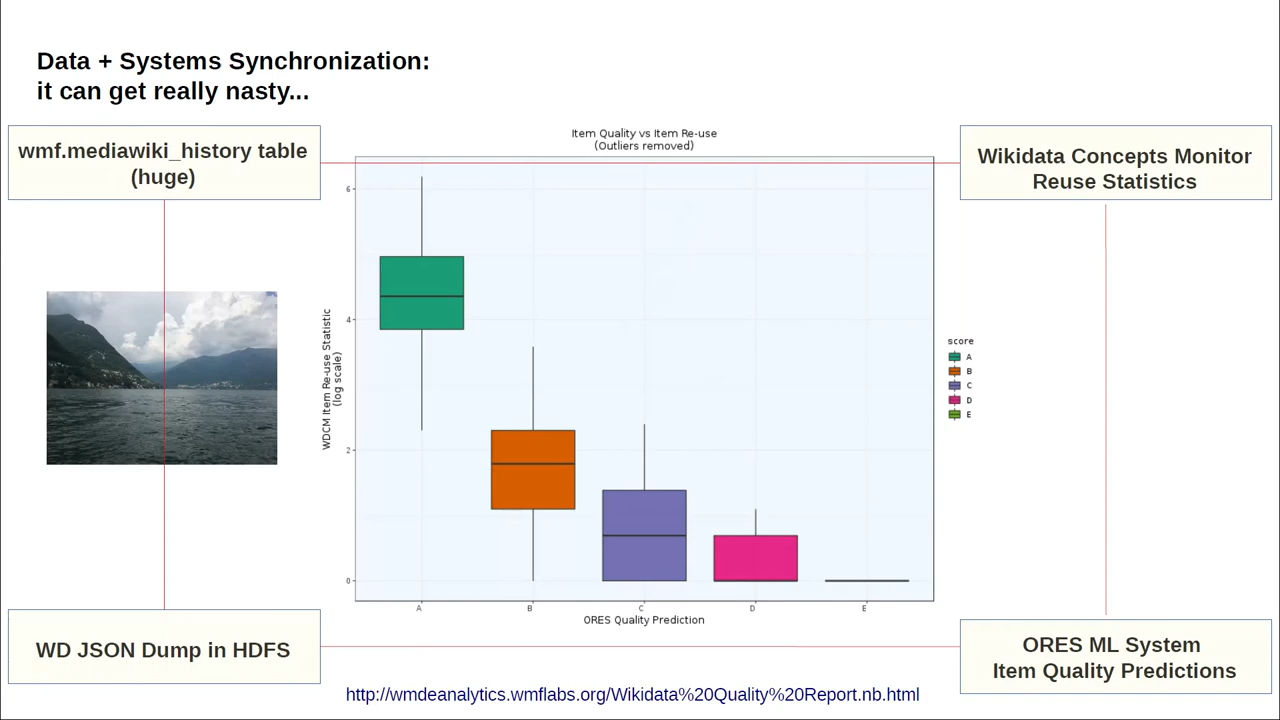 Data + Systems Synchronization:
it can get really nasty...
wmf.mediawiki_history table
(huge)
Wikidata Concepts Monitor
Reuse Statistics
Item Quality vs Item Re-use
(Outliers removed)
WDCM Item Re-use Statistic
(log scale)
6
4
2
0
A
B
C
D
E
ORES Quality Prediction
score
A
B
C
D
E
WD JSON Dump in HDFS
ORES ML System
Item Quality Predictions
http://wmdeanalytics.wmflabs.org/Wikidata%20Quality%20Report.nb.html